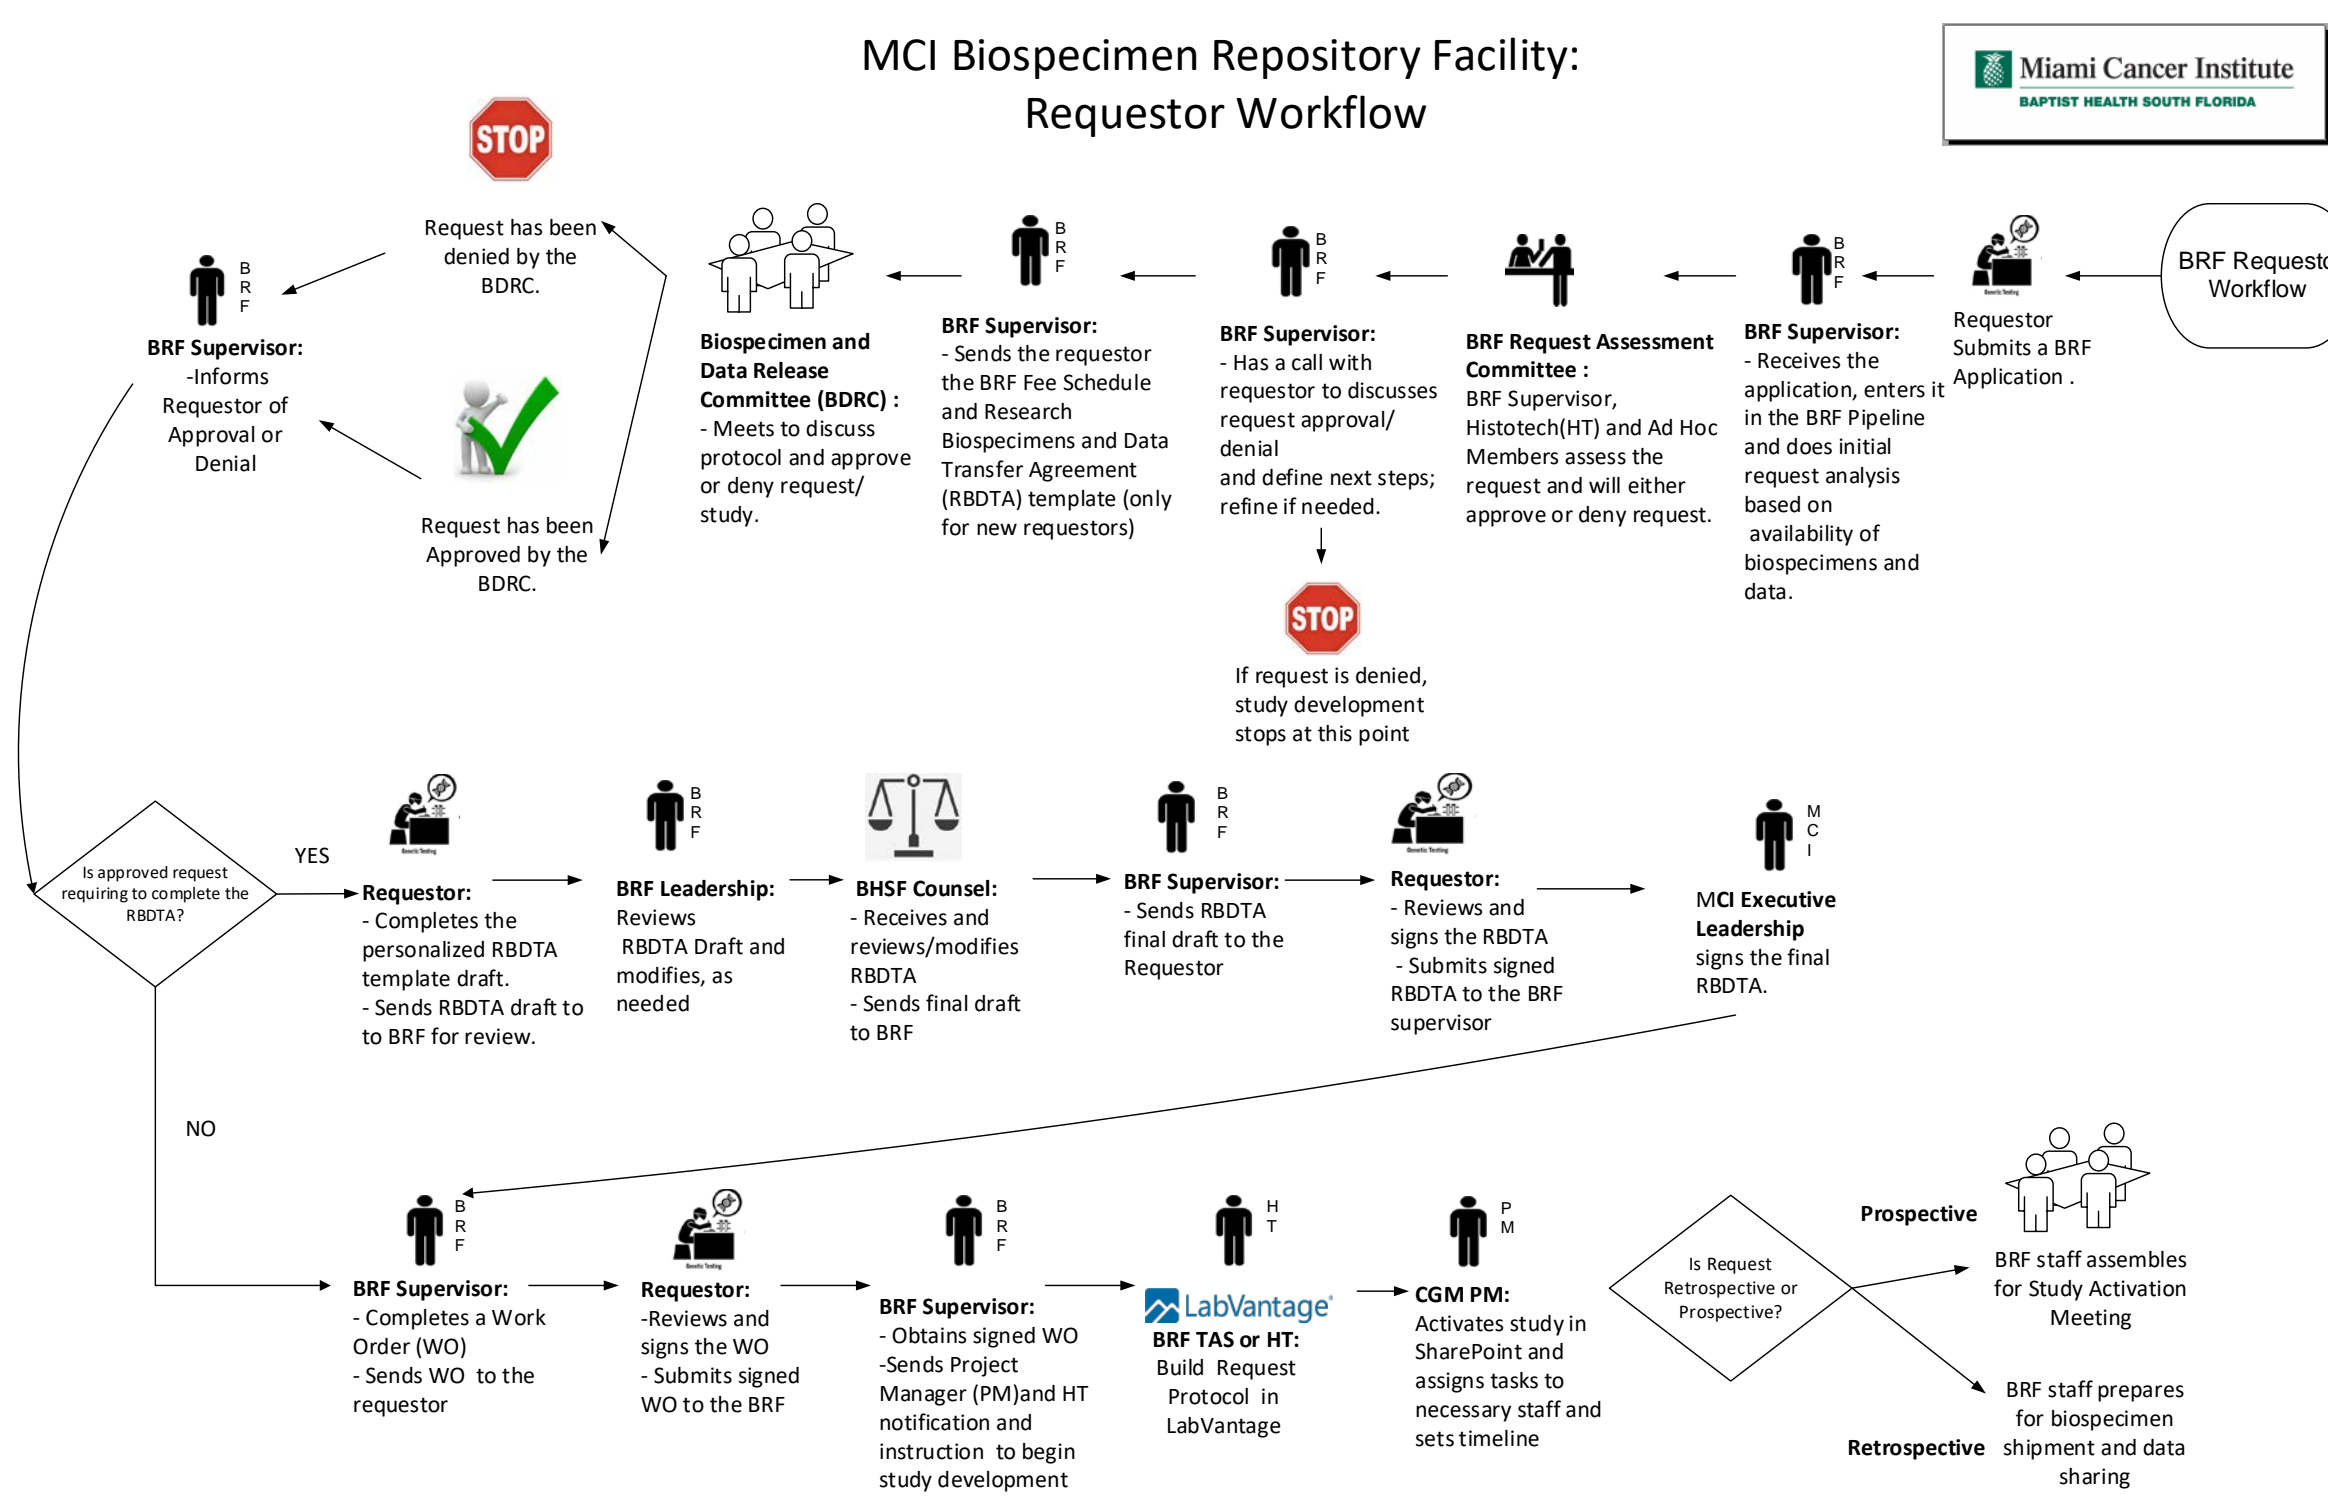 MCI Biospecimen Repository Facility:
Requestor Workflow
Miami Cancer Institute
BAPTIST HEALTH SOUTH FLORIDA
BRF Requesto
Workflow
Genetic Testing
Requestor
Submits a BRF
Application .
B
R
F
BRF Supervisor:
- Receives the
application, enters it
in the BRF Pipeline
and does initial
request analysis
based on
availability of
biospecimens and
data.
BRF Request Assessment
Committee :
BRF Supervisor,
Histotech(HT) and Ad Hoc
Members assess the
request and will either
approve or deny request.
B
R
F
BRF Supervisor:
- Has a call with
requestor to discusses
request approval/
denial
and define next steps;
refine if needed.
STOP
If request is denied,
study development
stops at this point
B
R
F
BRF Supervisor:
- Sends the requestor
the BRF Fee Schedule
and Research
Biospecimens and Data
Transfer Agreement
(RBDTA) template (only
for new requestors)
Biospecimen and
Data Release
Committee (BDRC) :
- Meets to discuss
protocol and approve
or deny request/
study.
STOP
Request has been
denied by the
BDRC.
Request has been
Approved by the
BDRC.
B
R
F
BRF Supervisor:
-Informs
Requestor of
Approval or
Denial
Is approved request
requiring to complete the
RBDTA?
YES
NO
Genetic Testing
Requestor:
- Completes the
personalized RBDTA
template draft.
- Sends RBDTA draft to
to BRF for review.
B
R
F
BRF Leadership:
Reviews
RBDTA Draft and
modifies, as
needed
BHSF Counsel:
- Receives and
reviews/modifies
RBDTA
- Sends final draft
to BRF
B
R
F
BRF Supervisor:
- Sends RBDTA
final draft to the
Requestor
Genetic Testing
Requestor:
- Reviews and
signs the RBDTA
- Submits signed
RBDTA to the BRF
supervisor
M
C
I
MCI Executive
Leadership
signs the final
RBDTA.
B
R
F
BRF Supervisor:
- Completes a Work
Order (WO)
- Sends WO to the
requestor
Genetic Testing
Requestor:
-Reviews and
signs the WO
- Submits signed
WO to the BRF
B
R
F
BRF Supervisor:
- Obtains signed WO
-Sends Project
Manager (PM)and HT
notification and
instruction to begin
study development
H
T
LabVantage®
BRF TAS or HT:
Build Request
Protocol in
LabVantage
P
M
CGM PM:
Activates study in
SharePoint and
assigns tasks to
necessary staff and
sets timeline
Is Request
Retrospective or
Prospective?
Prospective
BRF staff assembles
for Study Activation
Meeting
Retrospective
BRF staff prepares
for biospecimen
shipment and data
sharing